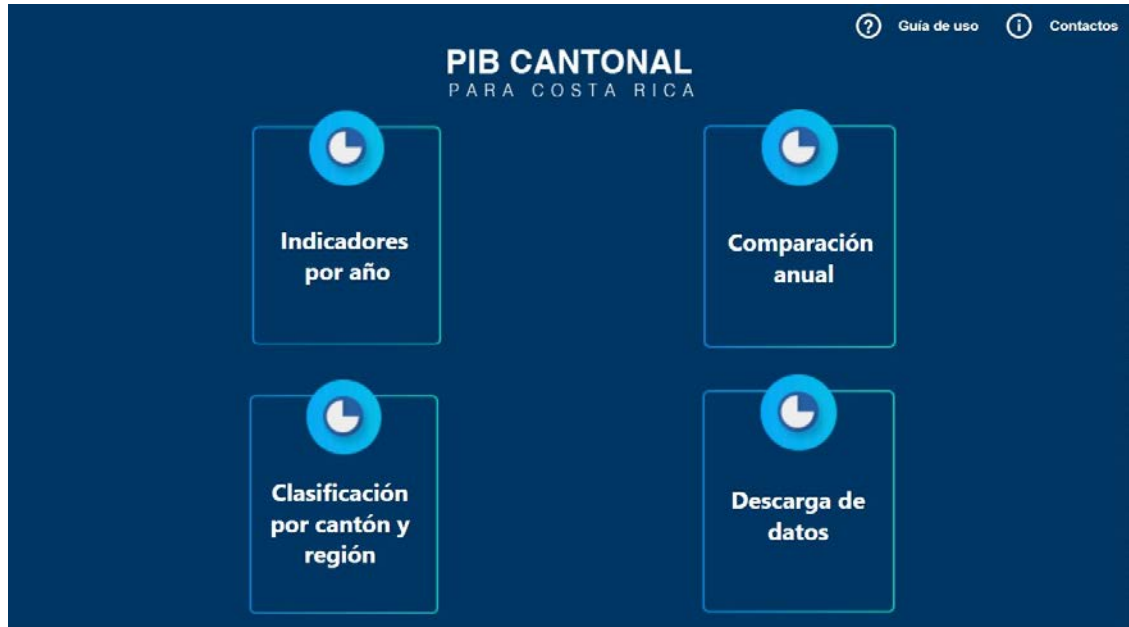 Guía de uso
Contactos
PIB CANTONAL
PARA COSTA RICA
Indicadores
por año
Comparación
anual
Clasificación
por cantón y
región
Descarga de
datos